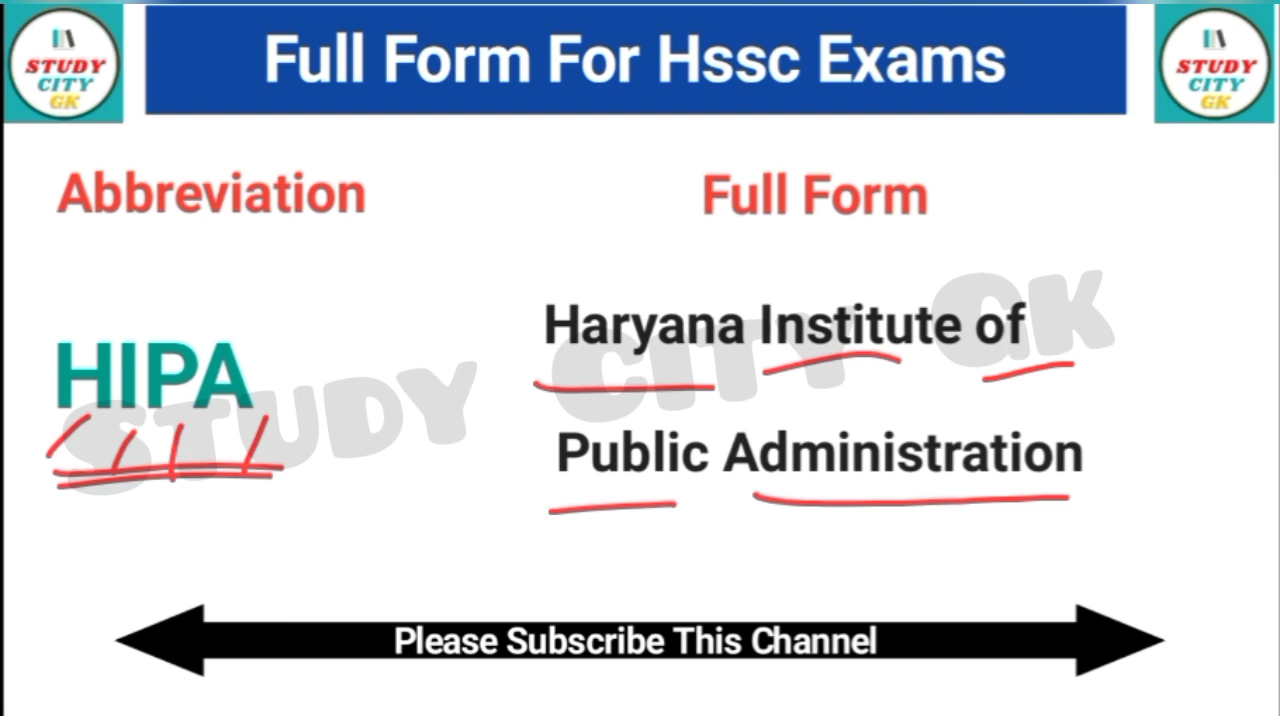 STUDY
CITY
GK
Full Form For Hssc Exams
STUDY
CITY
GK
Abbreviation
Full Form
HIPA
Haryana Institute of
Public Administration
STUDY CITY GK
Please Subscribe This Channel